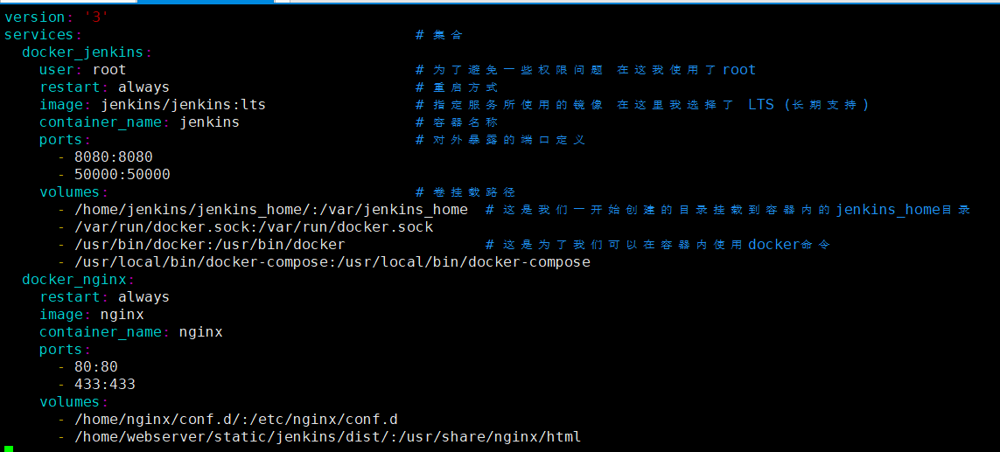 version: '3'
services: # 集合
docker_jenkins:
user: root # 为了避免一些权限问题 在这我使用了root
restart: always # 重启方式
image: jenkins/jenkins:lts # 指定服务所使用的镜像 在这里我选择了 LTS (长期支持)
container_name: jenkins # 容器名称
ports: # 对外暴露的端口定义
- 8080:8080
- 50000:50000
volumes: # 卷挂载路径
- /home/jenkins/jenkins_home/:/var/jenkins_home # 这是我们一开始创建的目录挂载到容器内的jenkins_home目录
- /var/run/docker.sock:/var/run/docker.sock
- /usr/bin/docker:/usr/bin/docker # 这是为了我们可以在容器内使用docker命令
- /usr/local/bin/docker-compose:/usr/local/bin/docker-compose
docker_nginx:
restart: always
image: nginx
container_name: nginx
ports:
- 80:80
- 433:433
volumes:
- /home/nginx/conf.d/:/etc/nginx/conf.d
- /home/webserver/static/jenkins/dist/:/usr/share/nginx/html